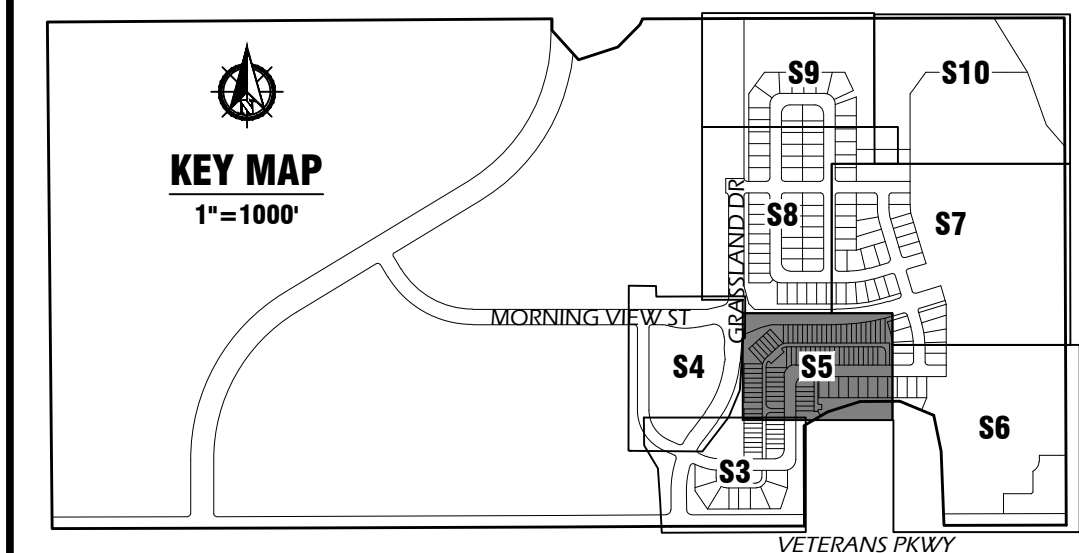 S9
S10
N
KEY MAP
1"=1000'
GRASSLAND DR
S8
S7
MORNING VIEW ST
S4
S5
S6
S3
VETERANS PKWY